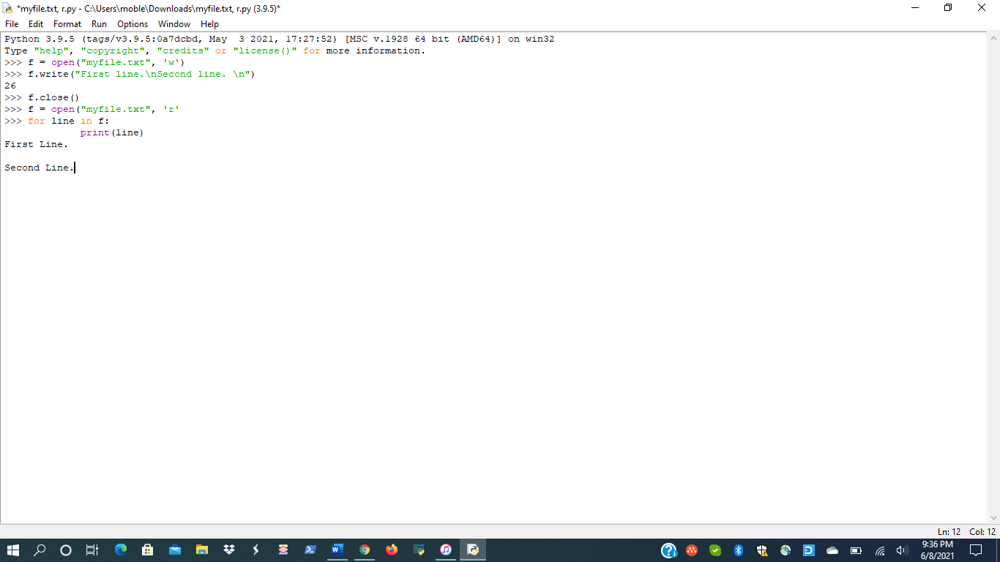 *myfile.txt, r.py - C:\Users\moble\Downloads\myfile.txt, r.py (3.9.5)*
File Edit Format Run Options Window Help
Python 3.9.5 (tags/v3.9.5:0a7dcbd, May  3 2021, 17:27:52) [MSC v.1928 64 bit (AMD64)] on win32
Type "help", "copyright", "credits" or "license()" for more information.
>>> f = open("myfile.txt", 'w')
>>> f.write("First line.\nSecond line. \n")
26
>>> f.close()
>>> f = open("myfile.txt", 'r'
>>> for line in f:
             print(line)
First Line.
Second Line.
Ln: 12 Col: 12
9:36 PM
6/8/2021